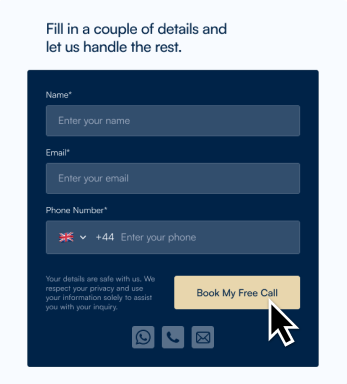 Fill in a couple of details and
let us handle the rest.
Name*
Enter your name
Email*
Enter your email
Phone Number*
+44 Enter your phone
Your details are safe with us. We
respect your privacy and use
your information solely to assist
you with your inquiry.
Book My Free Call